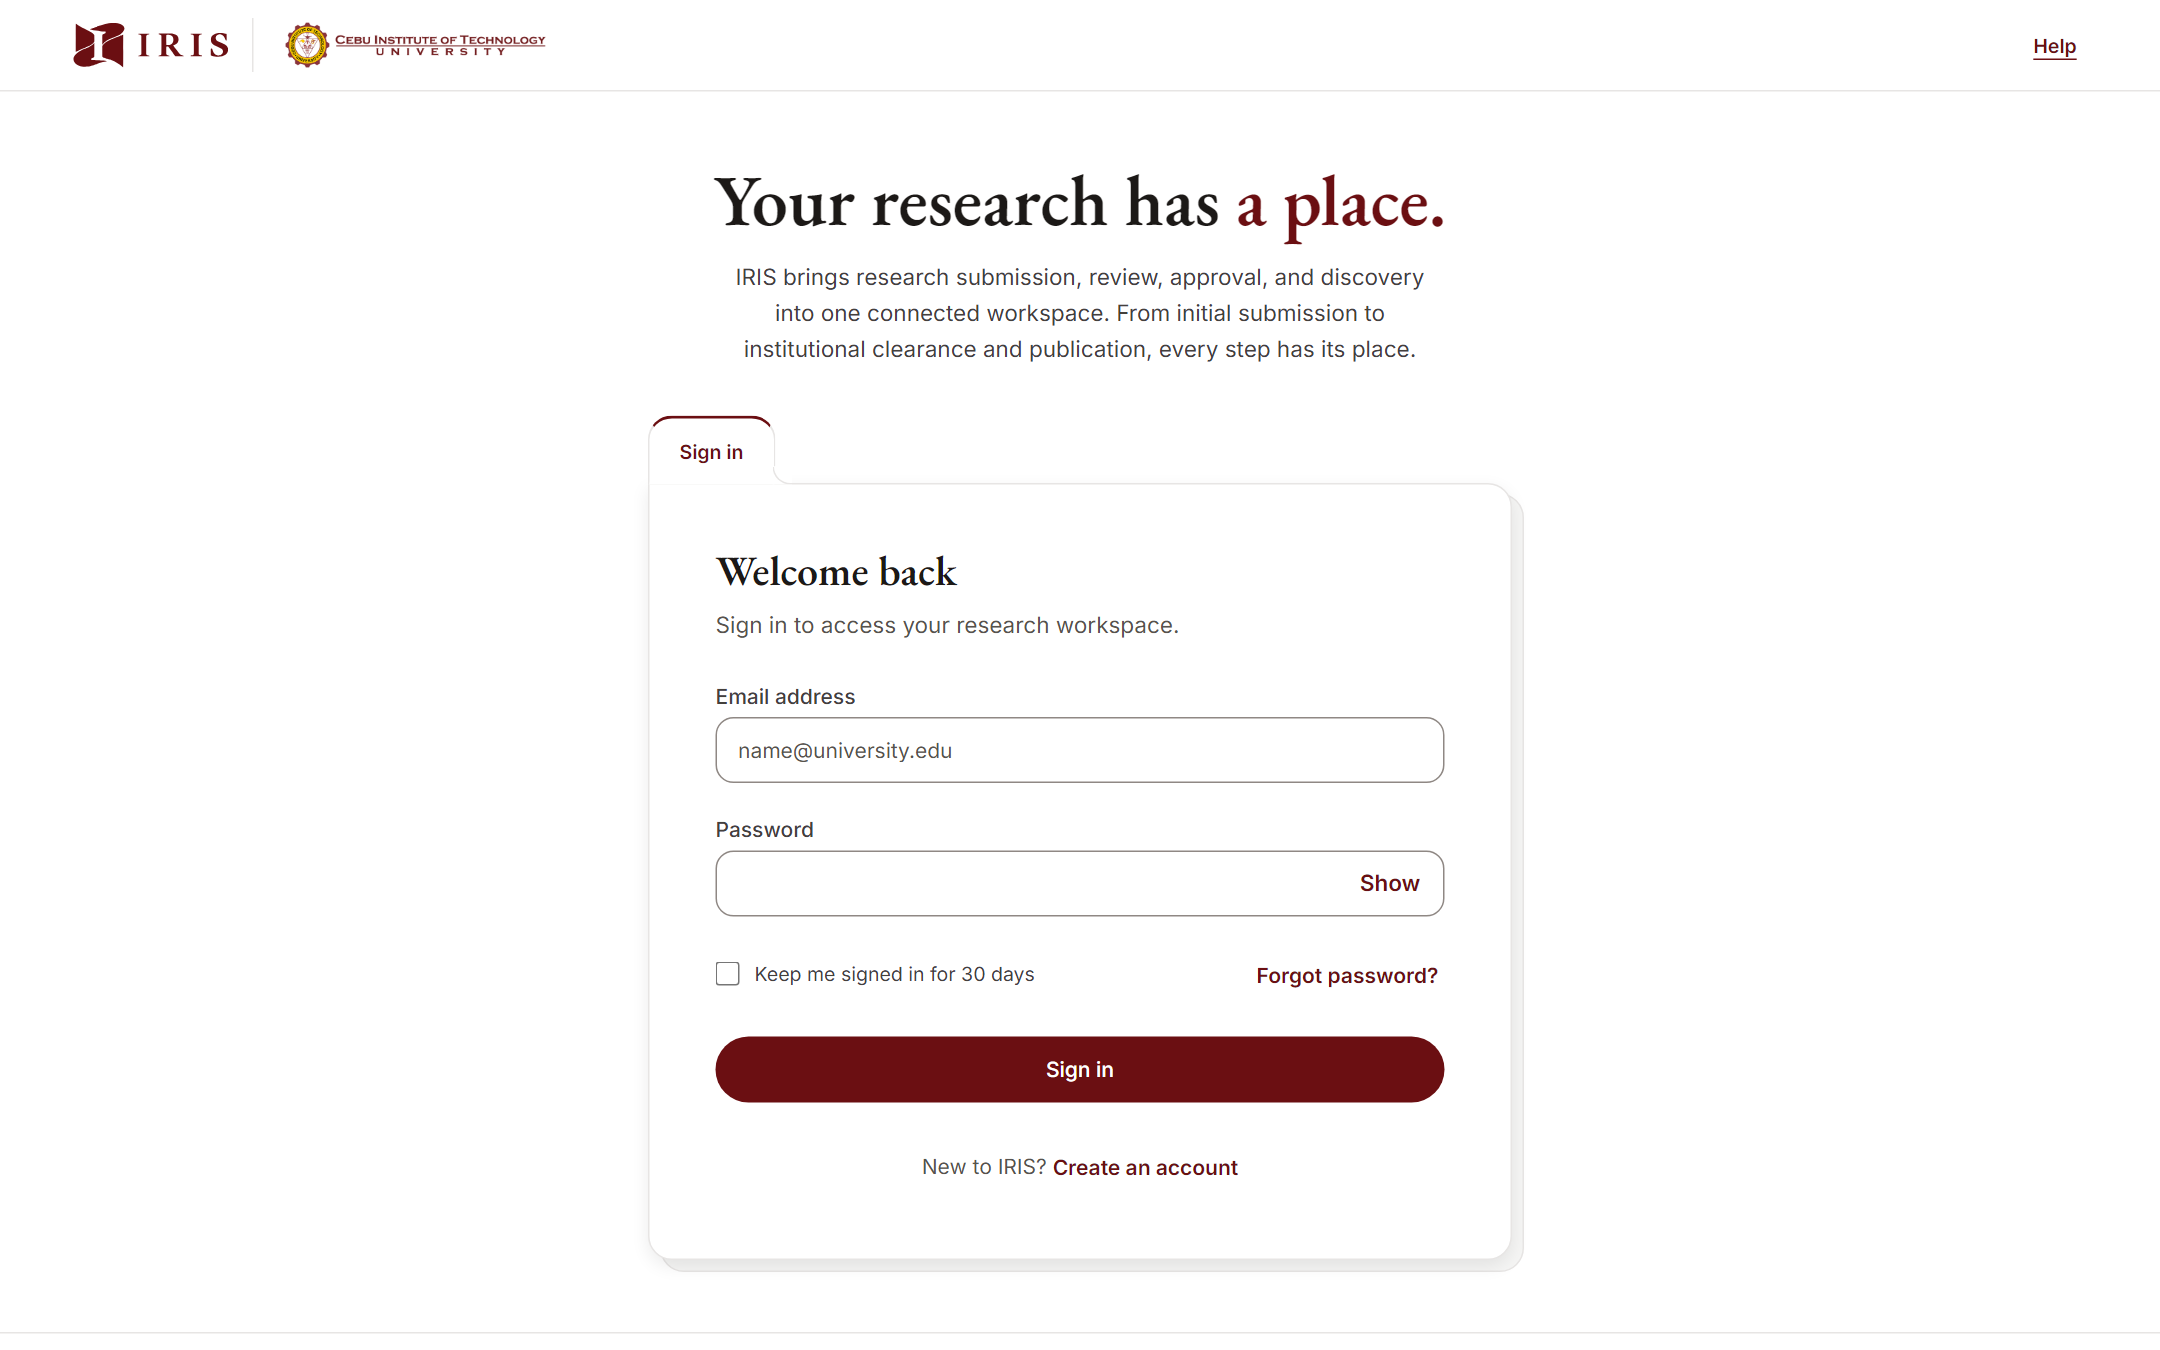 IRIS
CEBU INSTITUTE OF TECHNOLOGY
UNIVERSITY
Help
Your research has a place.
IRIS brings research submission, review, approval, and discovery
into one connected workspace. From initial submission to
institutional clearance and publication, every step has its place.
Sign in
Welcome back
Sign in to access your research workspace.
Email address
name@university.edu
Password
Show
Keep me signed in for 30 days
Forgot password?
Sign in
New to IRIS? Create an account